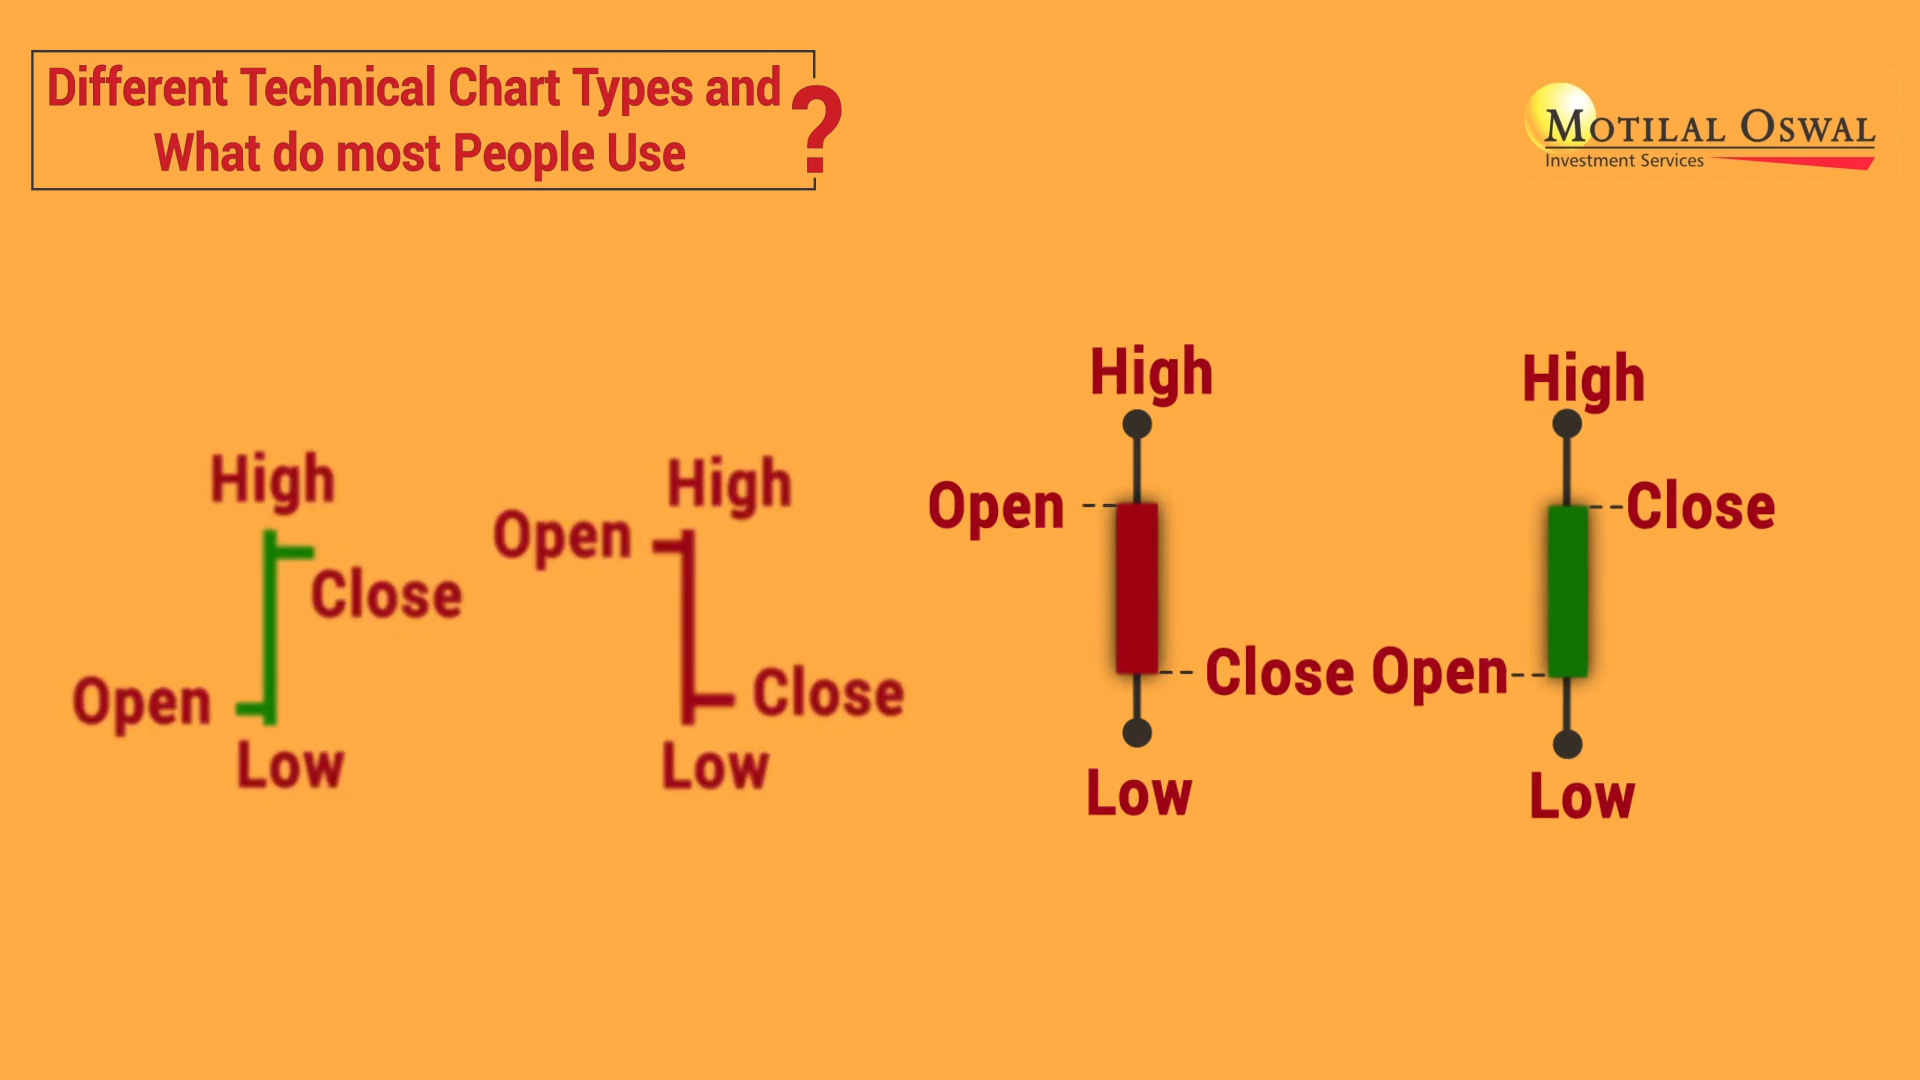 Different Technical Chart Types and
What do most People Use ?
MOTILAL OSWAL
Investment Services
High
Close
Open
Low
High
Open
Close
Low
High
Open
Close
Low
High
Close
Open
Low